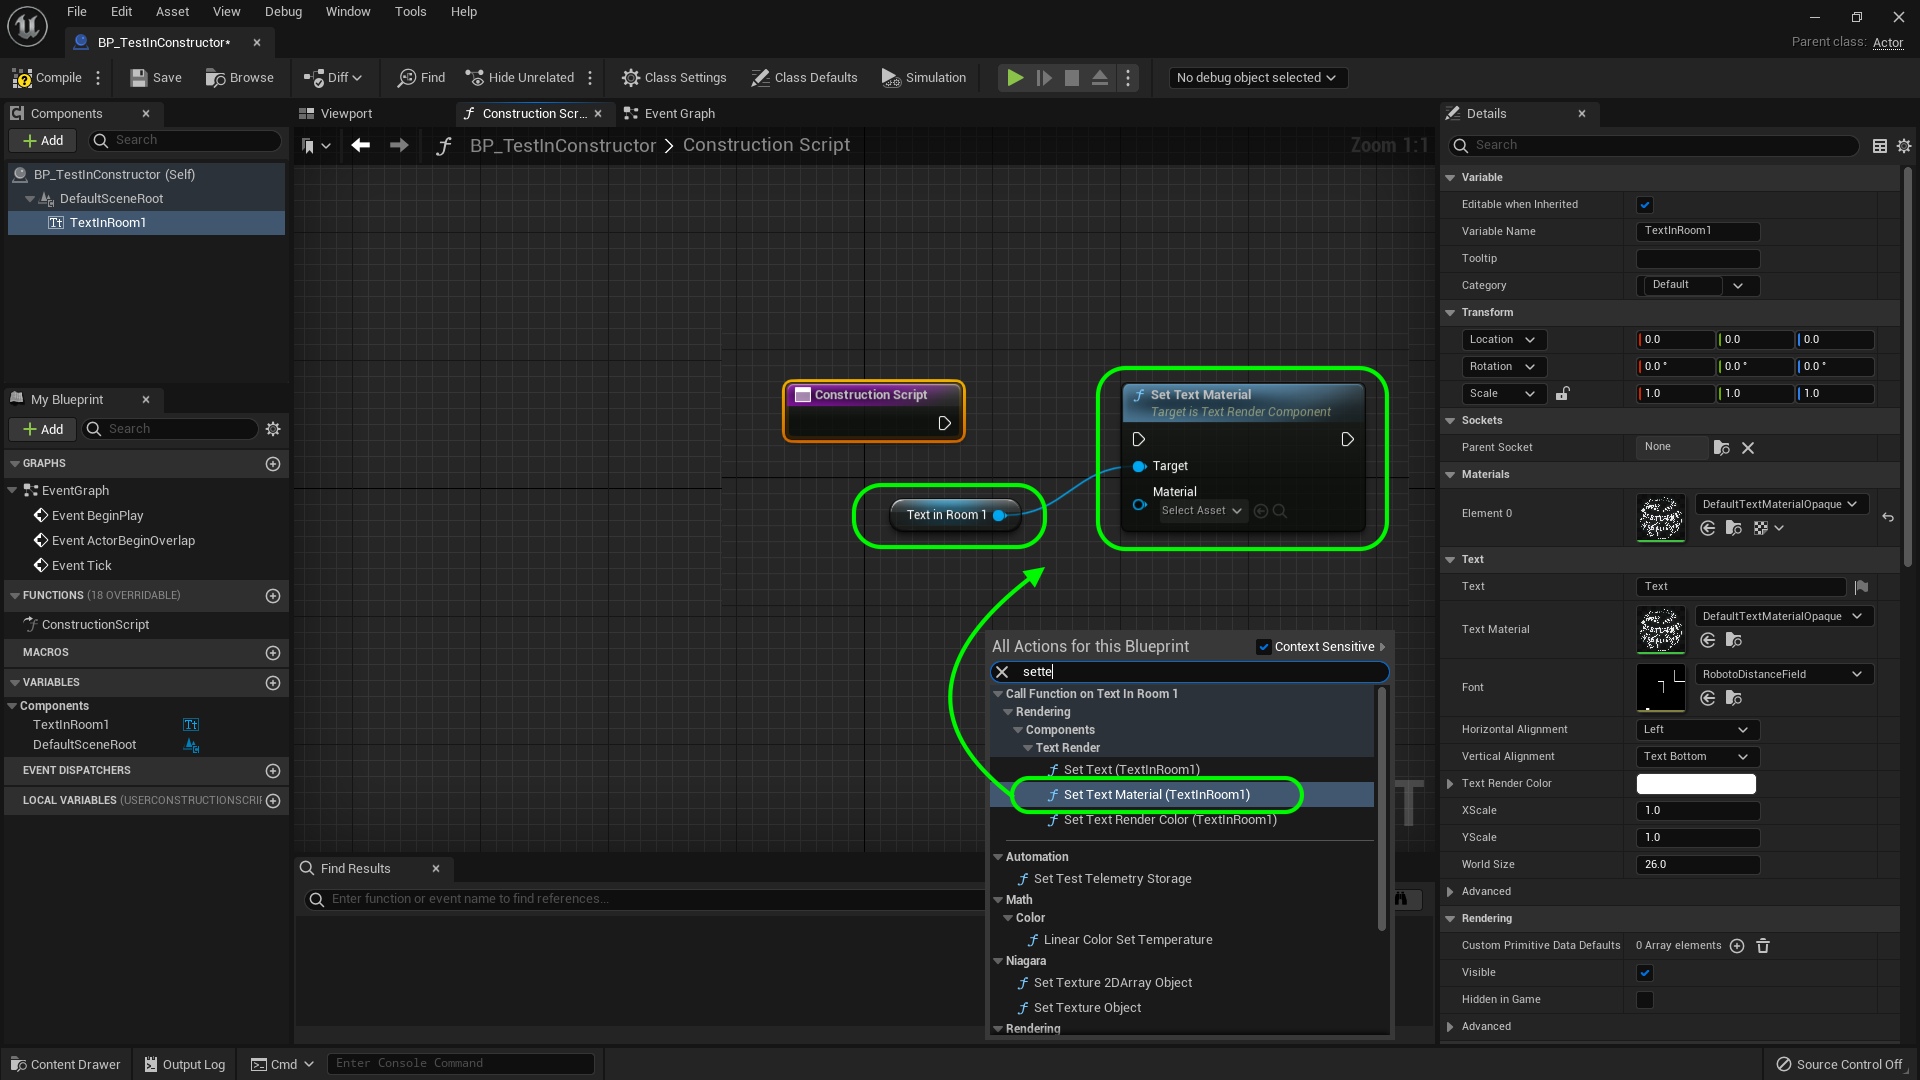 File Edit Asset View Debug Window Tools Help
BP_TestInConstructor*
Parent class: Actor
Compile Save Browse Diff Find Hide Unrelated Class Settings Class Defaults Simulation No debug object selected
Components
Add Search
BP_TestInConstructor (Self)
DefaultSceneRoot
TextInRoom1
My Blueprint
Add Search
GRAPHS
EventGraph
Event BeginPlay
Event ActorBeginOverlap
Event Tick
FUNCTIONS (18 OVERRIDABLE)
ConstructionScript
MACROS
VARIABLES
Components
TextInRoom1
DefaultSceneRoot
EVENT DISPATCHERS
LOCAL VARIABLES (USERCONSTRUCTIONSCRIP
Viewport Construction Scr... Event Graph
BP_TestInConstructor > Construction Script Zoom 1:1
Construction Script
Text in Room 1
Set Text Material
Target is Text Render Component
Target
Material
Select Asset
All Actions for this Blueprint Context Sensitive
sette
Call Function on Text In Room 1
Rendering
Components
Text Render
Set Text (TextInRoom1)
Set Text Material (TextInRoom1)
Set Text Render Color (TextInRoom1)
Automation
Set Test Telemetry Storage
Math
Color
Linear Color Set Temperature
Niagara
Set Texture 2DArray Object
Set Texture Object
Rendering
Find Results
Enter function or event name to find references...
Details
Search
Variable
Editable when Inherited
Variable Name TextInRoom1
Tooltip
Category Default
Transform
Location 0.0 0.0 0.0
Rotation 0.0 ° 0.0 ° 0.0 °
Scale 1.0 1.0 1.0
Sockets
Parent Socket None
Materials
Element 0 DefaultTextMaterialOpaque
Text
Text Text
Text Material DefaultTextMaterialOpaque
Font RobotoDistanceField
Horizontal Alignment Left
Vertical Alignment Text Bottom
Text Render Color
XScale 1.0
YScale 1.0
World Size 26.0
Advanced
Rendering
Custom Primitive Data Defaults 0 Array elements
Visible
Hidden in Game
Advanced
Content Drawer Output Log Cmd Enter Console Command Source Control Off